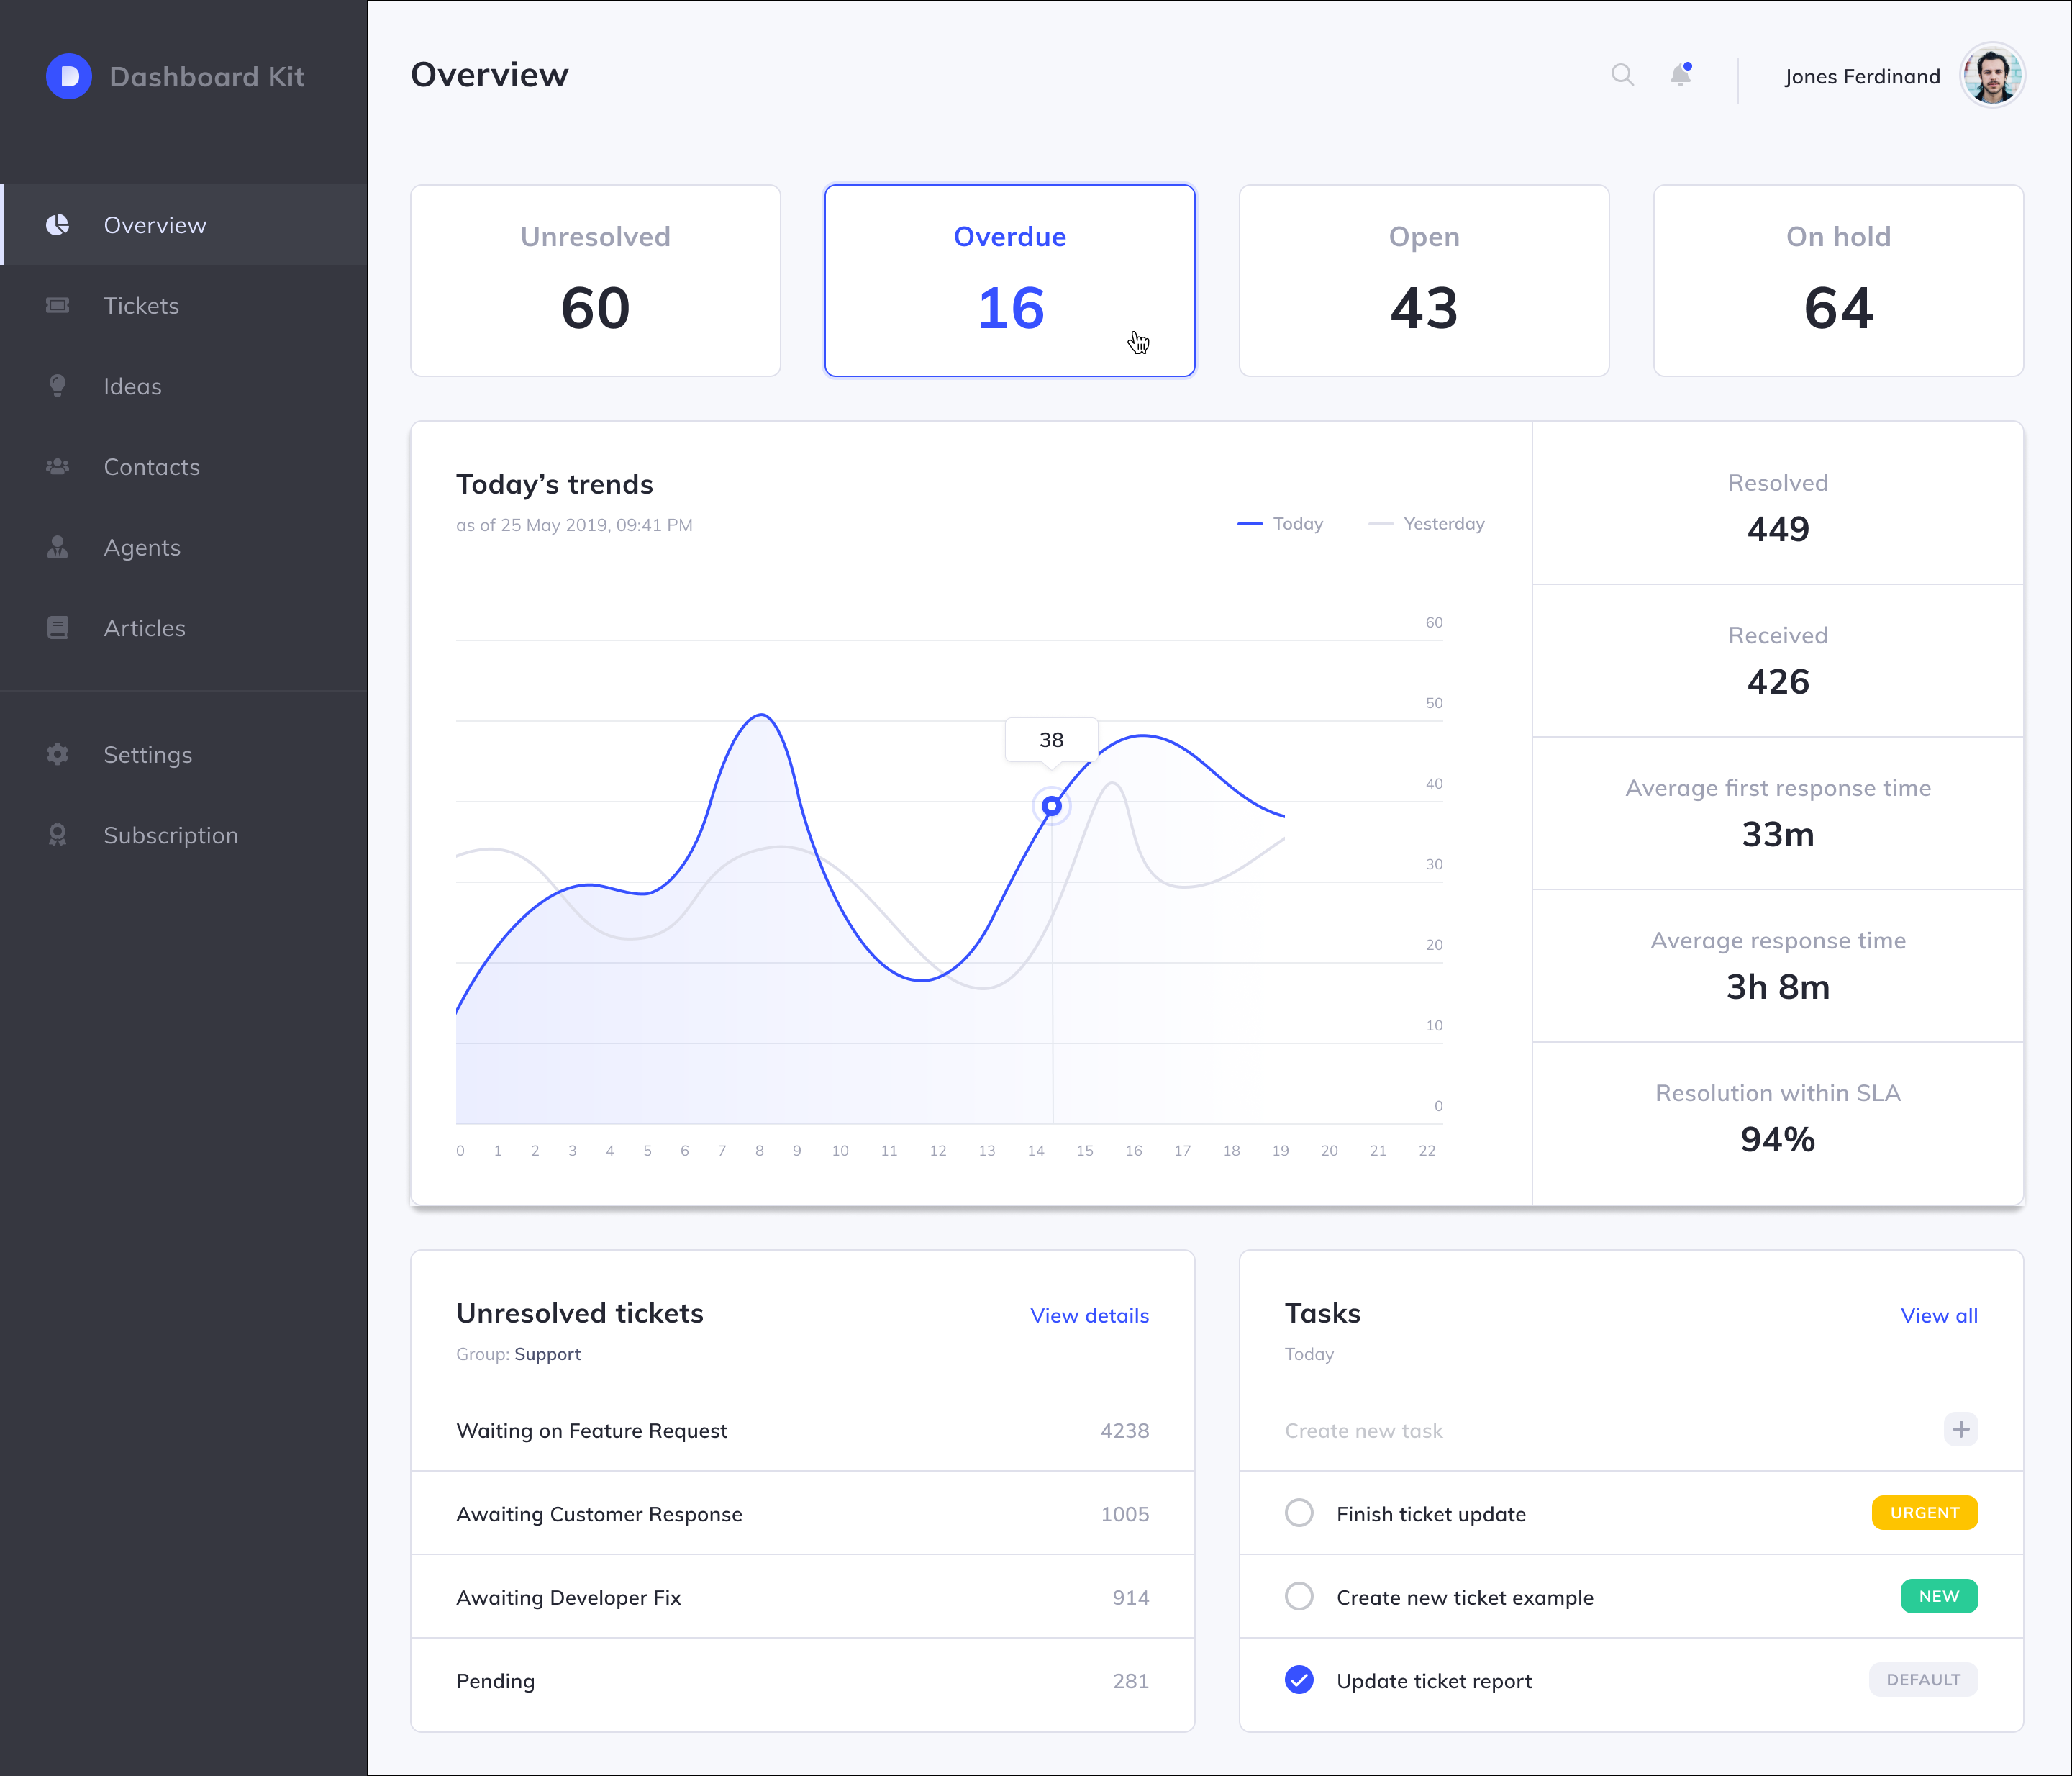 Dashboard Kit
Overview
Tickets
Ideas
Contacts
Agents
Articles
Settings
Subscription
Overview
Jones Ferdinand
Unresolved
60
Overdue
16
Open
43
On hold
64
Today’s trends
as of 25 May 2019, 09:41 PM
Today
Yesterday
60
50
40
30
20
10
0
38
0 1 2 3 4 5 6 7 8 9 10 11 12 13 14 15 16 17 18 19 20 21 22
Resolved
449
Received
426
Average first response time
33m
Average response time
3h 8m
Resolution within SLA
94%
Unresolved tickets
View details
Group: Support
Waiting on Feature Request 4238
Awaiting Customer Response 1005
Awaiting Developer Fix 914
Pending 281
Tasks
View all
Today
Create new task
Finish ticket update URGENT
Create new ticket example NEW
Update ticket report DEFAULT